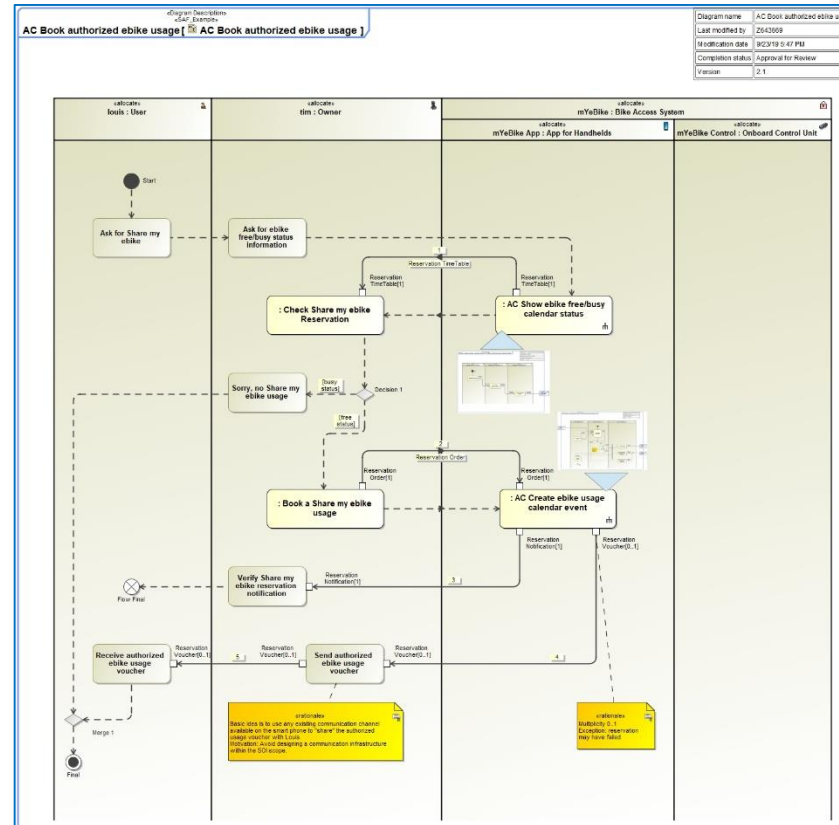 «Diagram Description»
«SAF_Example»
AC Book authorized ebike usage [ AC Book authorized ebike usage ]
Diagram name AC Book authorized ebike u
Last modified by Z643669
Modification date 9/23/19 5:47 PM
Completion status Approval for Review
Version 2.1
«allocate»
louis : User
«allocate»
tim : Owner
«allocate»
mYeBike : Bike Access System
«allocate»
mYeBike App : App for Handhelds
«allocate»
mYeBike Control : Onboard Control Unit
Start
Ask for Share my
ebike
Ask for ebike
free/busy status
information
1
Reservation TimeTable
Reservation
TimeTable[1]
Reservation
TimeTable[1]
: Check Share my ebike
Reservation
: AC Show ebike free/busy
calendar status
Sorry, no Share my
ebike usage
[busy
status]
Decision 1
[free
status]
2
Reservation Order
Reservation
Order[1]
Reservation
Order[1]
: Book a Share my ebike
usage
: AC Create ebike usage
calendar event
Reservation
Notification[1]
Reservation
Voucher[0..1]
Verify Share my
ebike reservation
notification
Reservation
Notification[1]
3
Flow Final
Receive authorized
ebike usage
voucher
Reservation
Voucher[0..1]
5
Reservation
Voucher[0..1]
Send authorized
ebike usage
voucher
Reservation
Voucher[0..1]
4
«rationale»
Basic idea is to use any existing communication channel
available on the smart phone to "share" the authorized
usage voucher with Louis.
Motivation: Avoid designing a communication infrastructure
within the SOI scope.
«rationale»
Multiplicity 0..1
Exception: reservation
may have failed
Merge 1
Final